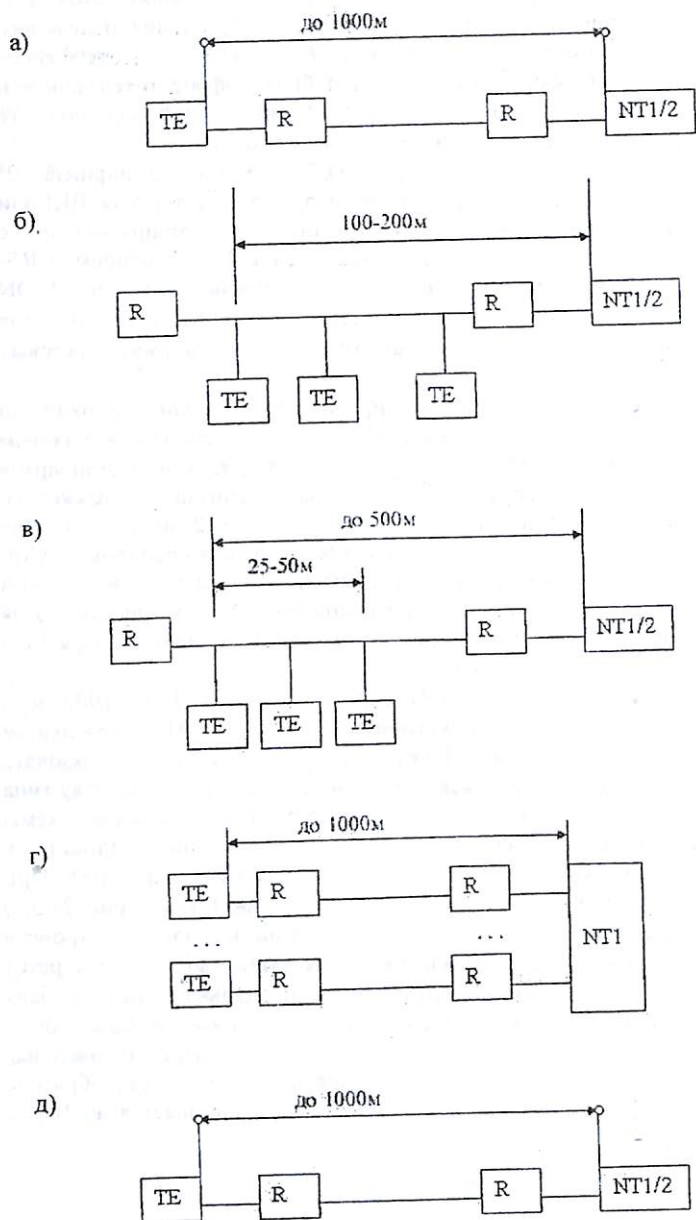 а)
до 1000м
TE R R NT1/2
б).
100-200м
R R NT1/2
TE TE TE
в)
до 500м
25-50м
R R NT1/2
TE TE TE
г)
до 1000м
TE R R
... ... NT1
TE R R
д)
до 1000м
TE R R NT1/2